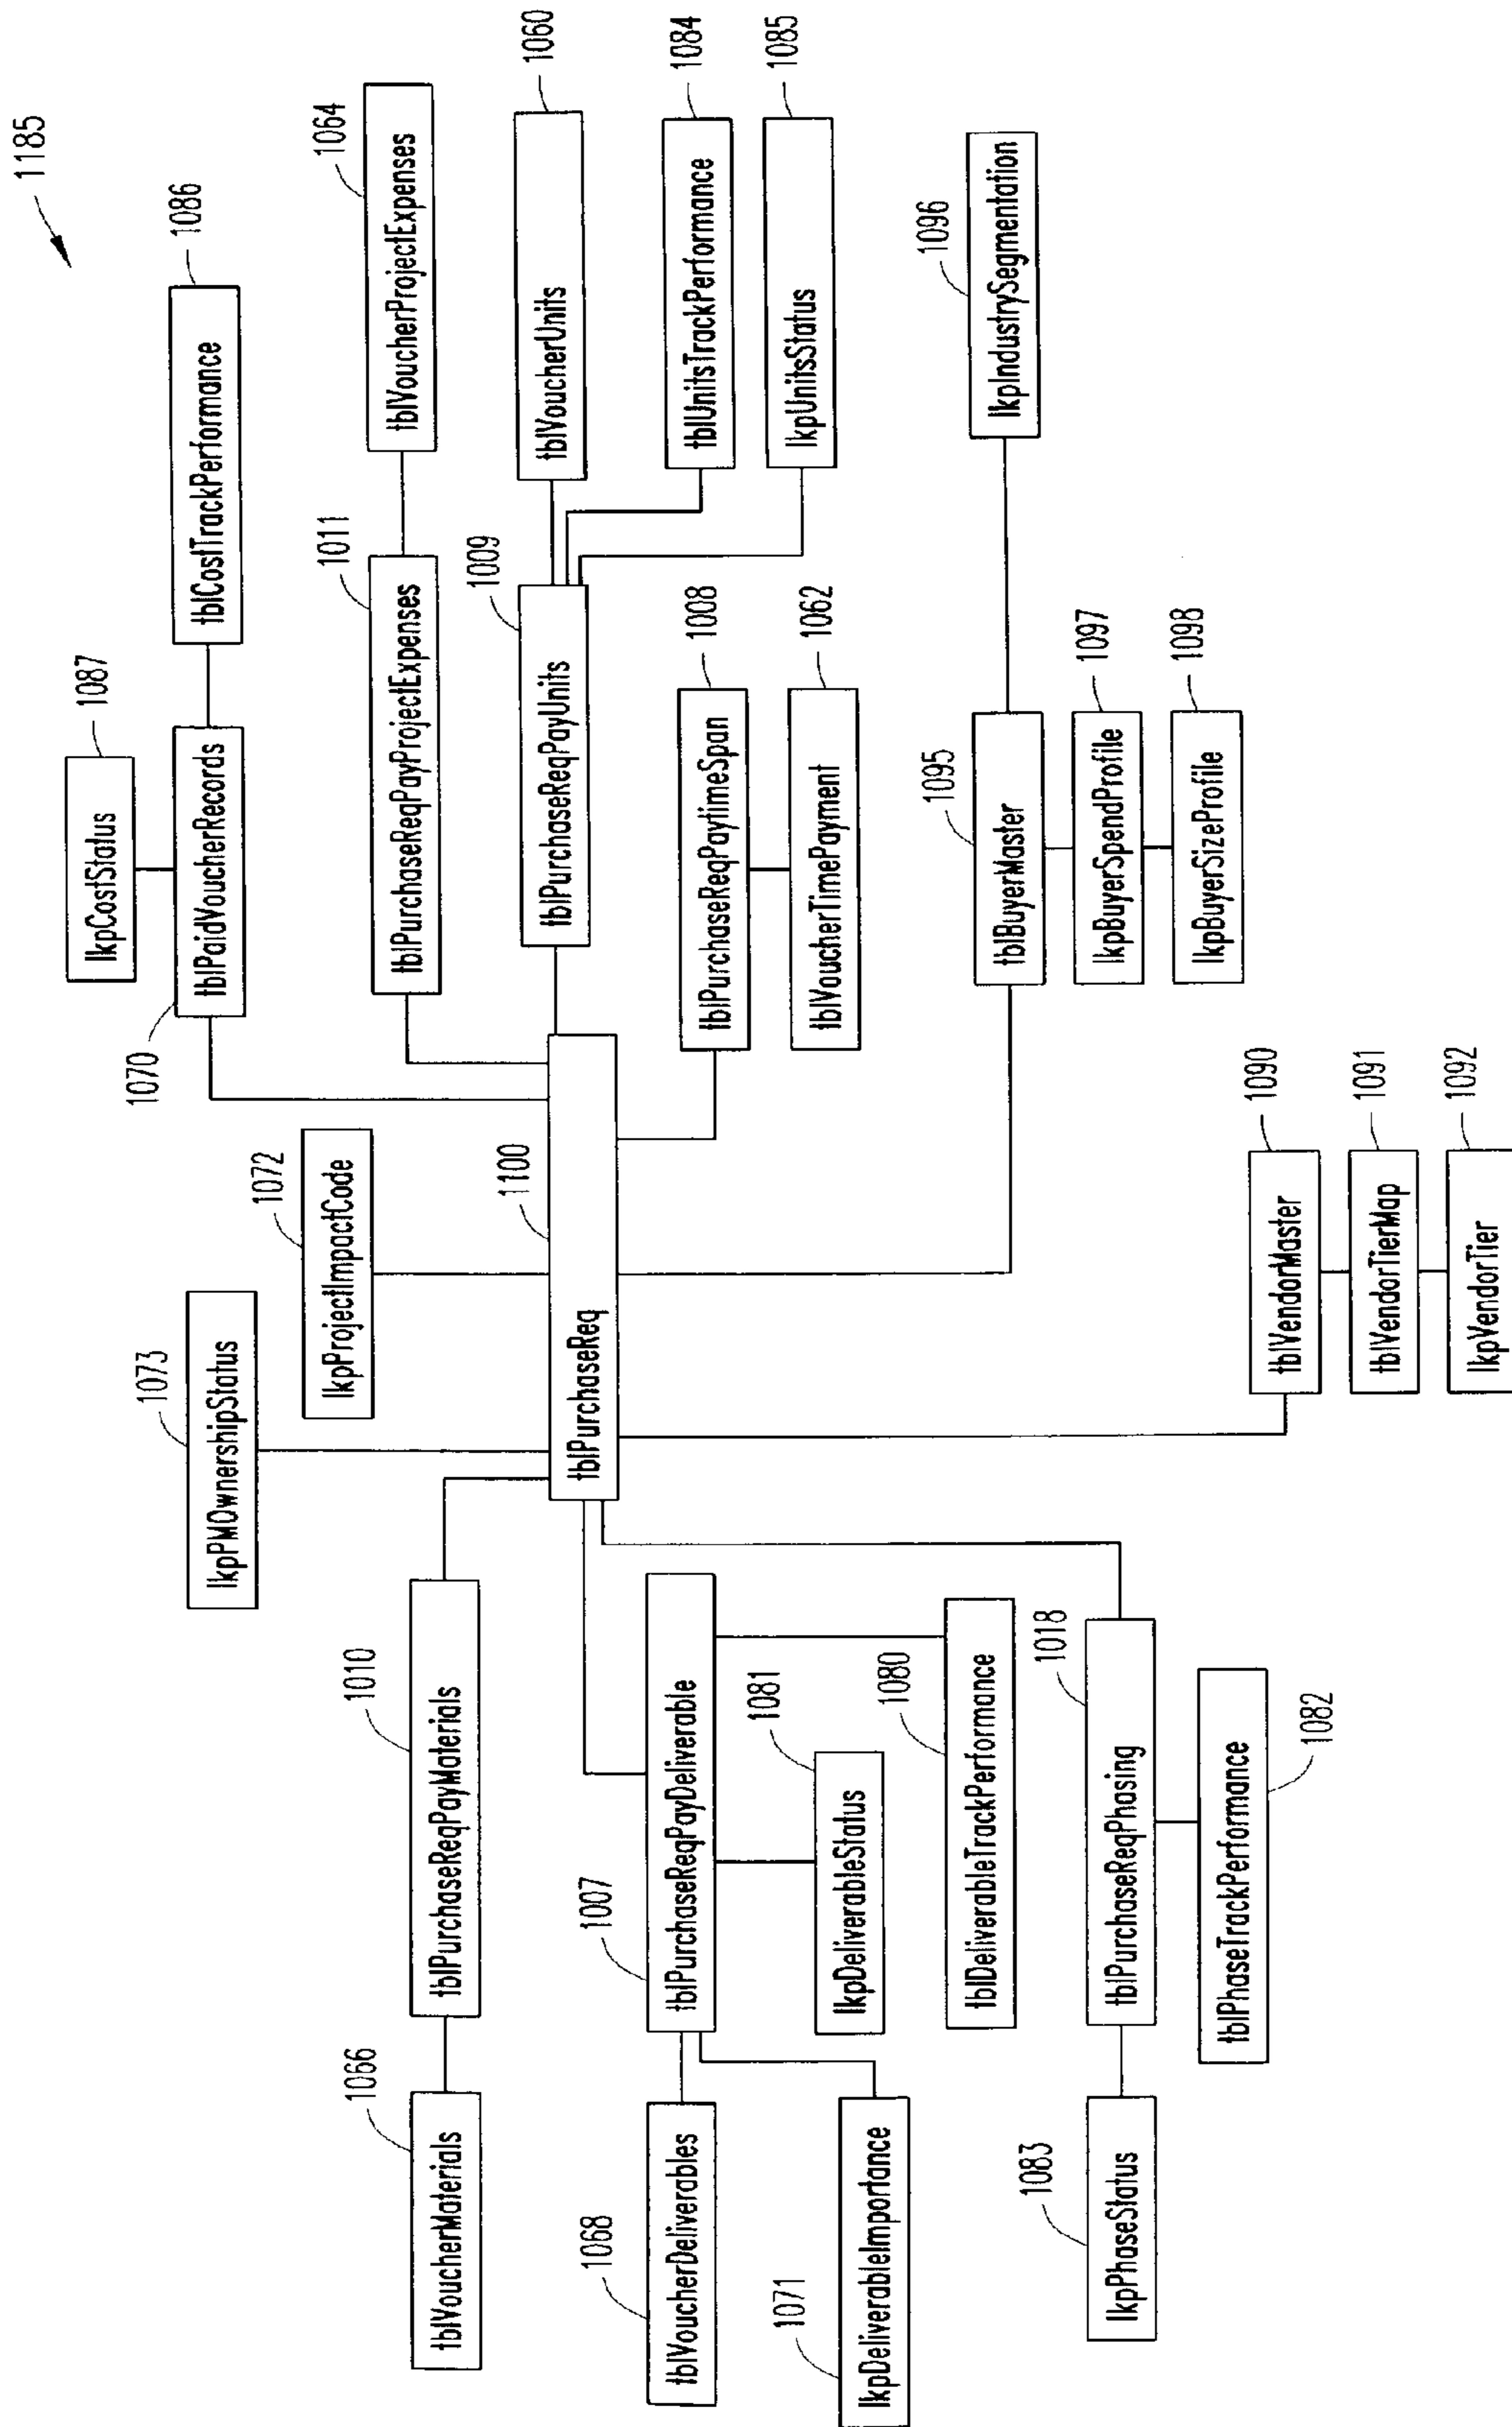 1185
1073
lkpPMOwnershipStatus
1072
lkpProjectImpactCode
1087
lkpCostStatus
1070
tblPaidVoucherRecords
1086
tblCostTrackPerformance
1066
tblVoucherMaterials
1010
tblPurchaseReqPayMaterials
1011
tblPurchaseReqPayProjectExpenses
1064
tblVoucherProjectExpenses
1100
tblPurchaseReq
1009
tblPurchaseReqPayUnits
1060
tblVoucherUnits
1084
tblUnitsTrackPerformance
1085
lkpUnitsStatus
1068
tblVoucherDeliverables
1007
tblPurchaseReqPayDeliverable
1071
lkpDeliverableImportance
1081
lkpDeliverableStatus
1080
tblDeliverableTrackPerformance
1008
tblPurchaseReqPaytimeSpan
1062
tblVoucherTimePayment
1083
lkpPhaseStatus
1018
tblPurchaseReqPhasing
1082
tblPhaseTrackPerformance
1095
tblBuyerMaster
1096
lkpIndustrySegmentation
1097
lkpBuyerSpendProfile
1098
lkpBuyerSizeProfile
1090
tblVendorMaster
1091
tblVendorTierMap
1092
lkpVendorTier